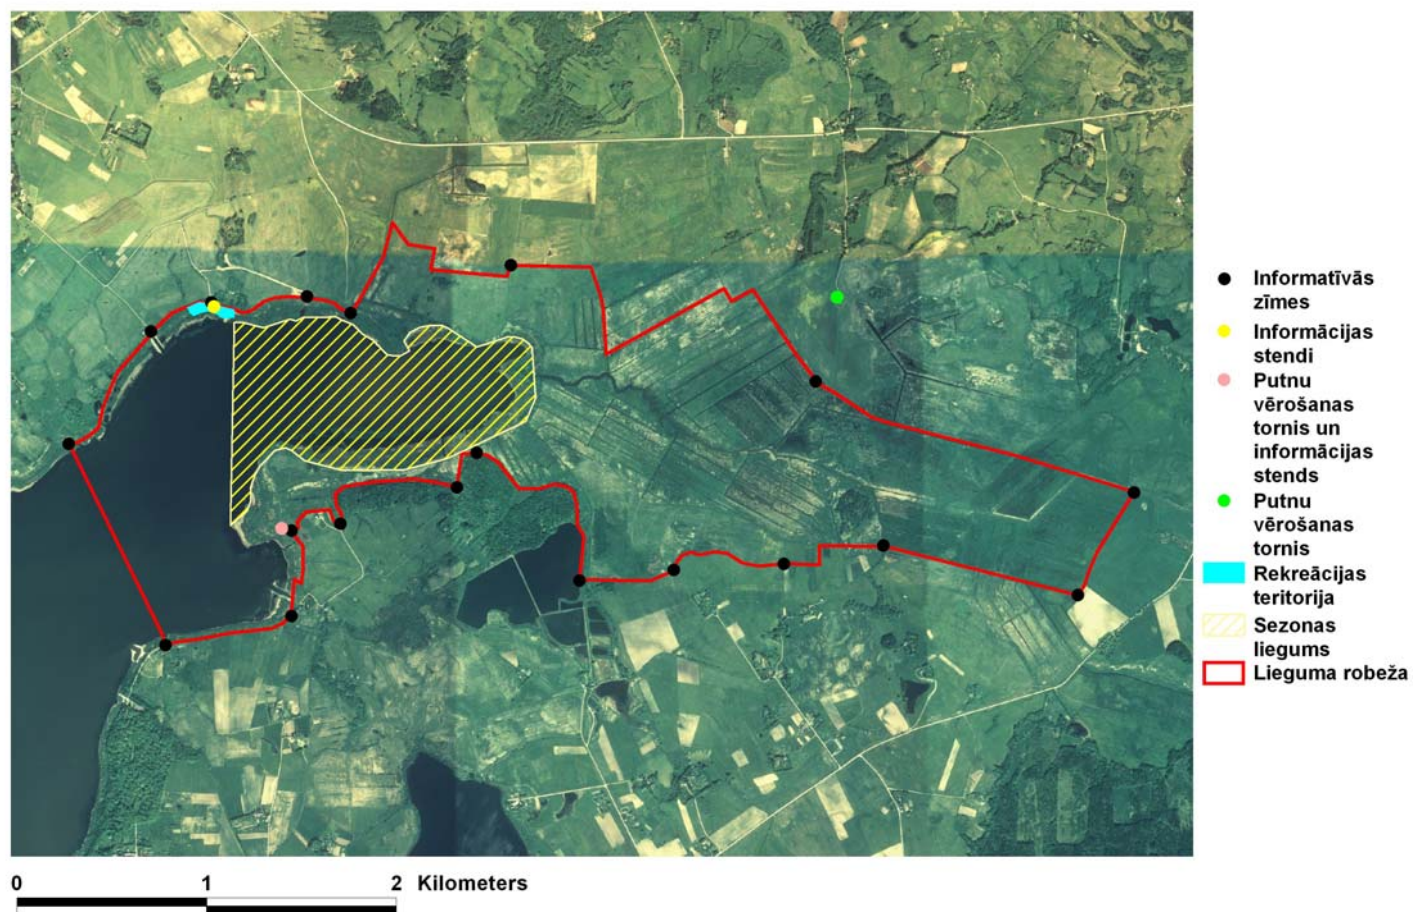 Informatīvās
zīmes
Informācijas
stendi
Putnu
vērošanas
tornis un
informācijas
stends
Putnu
vērošanas
tornis
Rekreācijas
teritorija
Sezonas
liegums
Lieguma robeža
0 1 2 Kilometers